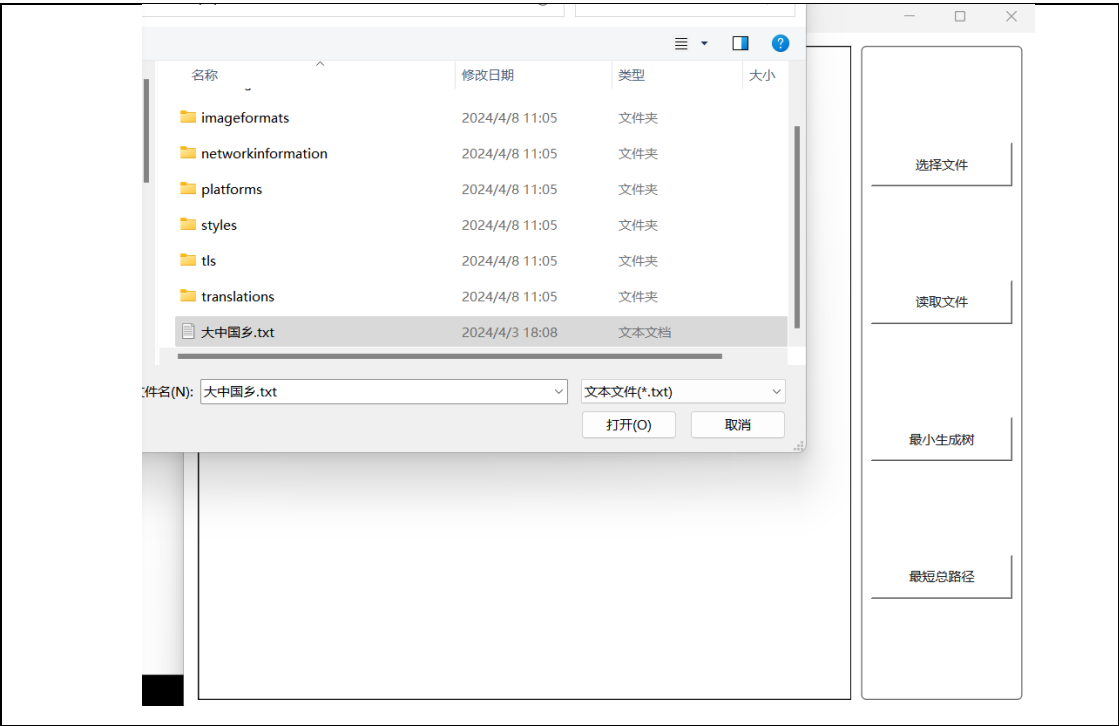 名称 修改日期 类型 大小
imageformats 2024/4/8 11:05 文件夹
networkinformation 2024/4/8 11:05 文件夹
platforms 2024/4/8 11:05 文件夹
styles 2024/4/8 11:05 文件夹
tls 2024/4/8 11:05 文件夹
translations 2024/4/8 11:05 文件夹
大中国乡.txt 2024/4/3 18:08 文本文档
件名(N): 大中国乡.txt 文本文件(*.txt)
打开(O) 取消
选择文件
读取文件
最小生成树
最短总路径